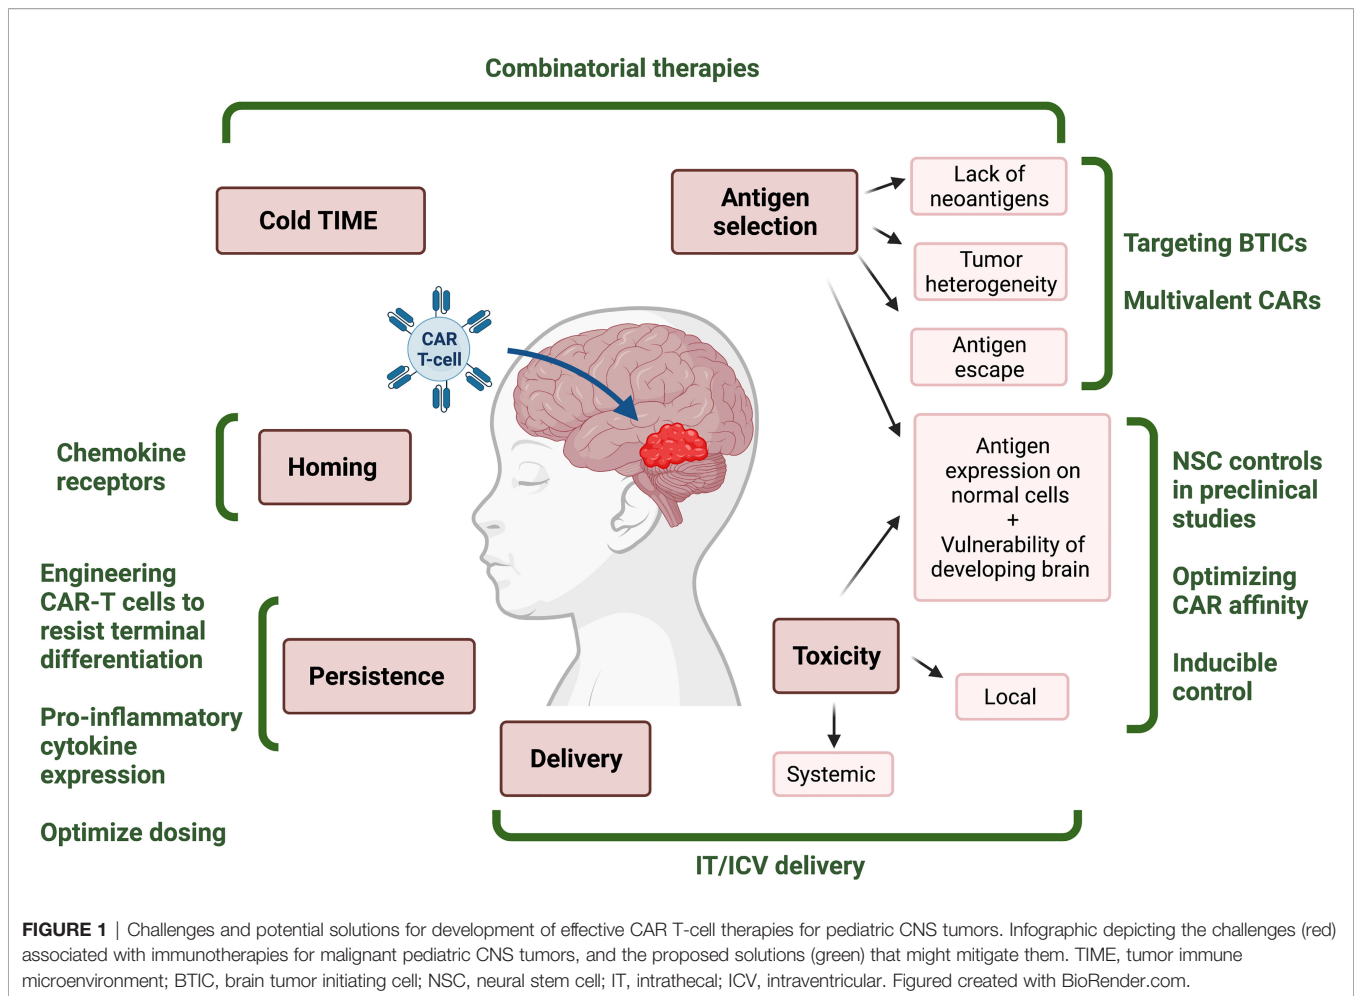 Combinatorial therapies
Cold TIME
Antigen
selection
Lack of
neoantigens
Tumor
heterogeneity
Antigen
escape
Targeting BTICs
Multivalent CARs
CAR
T-cell
Chemokine
receptors
Homing
Antigen
expression on
normal cells
+
Vulnerability of
developing brain
NSC controls
in preclinical
studies
Optimizing
CAR affinity
Inducible
control
Engineering
CAR-T cells to
resist terminal
differentiation
Pro-inflammatory
cytokine
expression
Optimize dosing
Persistence
Toxicity
Local
Systemic
Delivery
IT/ICV delivery
FIGURE 1 | Challenges and potential solutions for development of effective CAR T-cell therapies for pediatric CNS tumors. Infographic depicting the challenges (red)
associated with immunotherapies for malignant pediatric CNS tumors, and the proposed solutions (green) that might mitigate them. TIME, tumor immune
microenvironment; BTIC, brain tumor initiating cell; NSC, neural stem cell; IT, intrathecal; ICV, intraventricular. Figured created with BioRender.com.